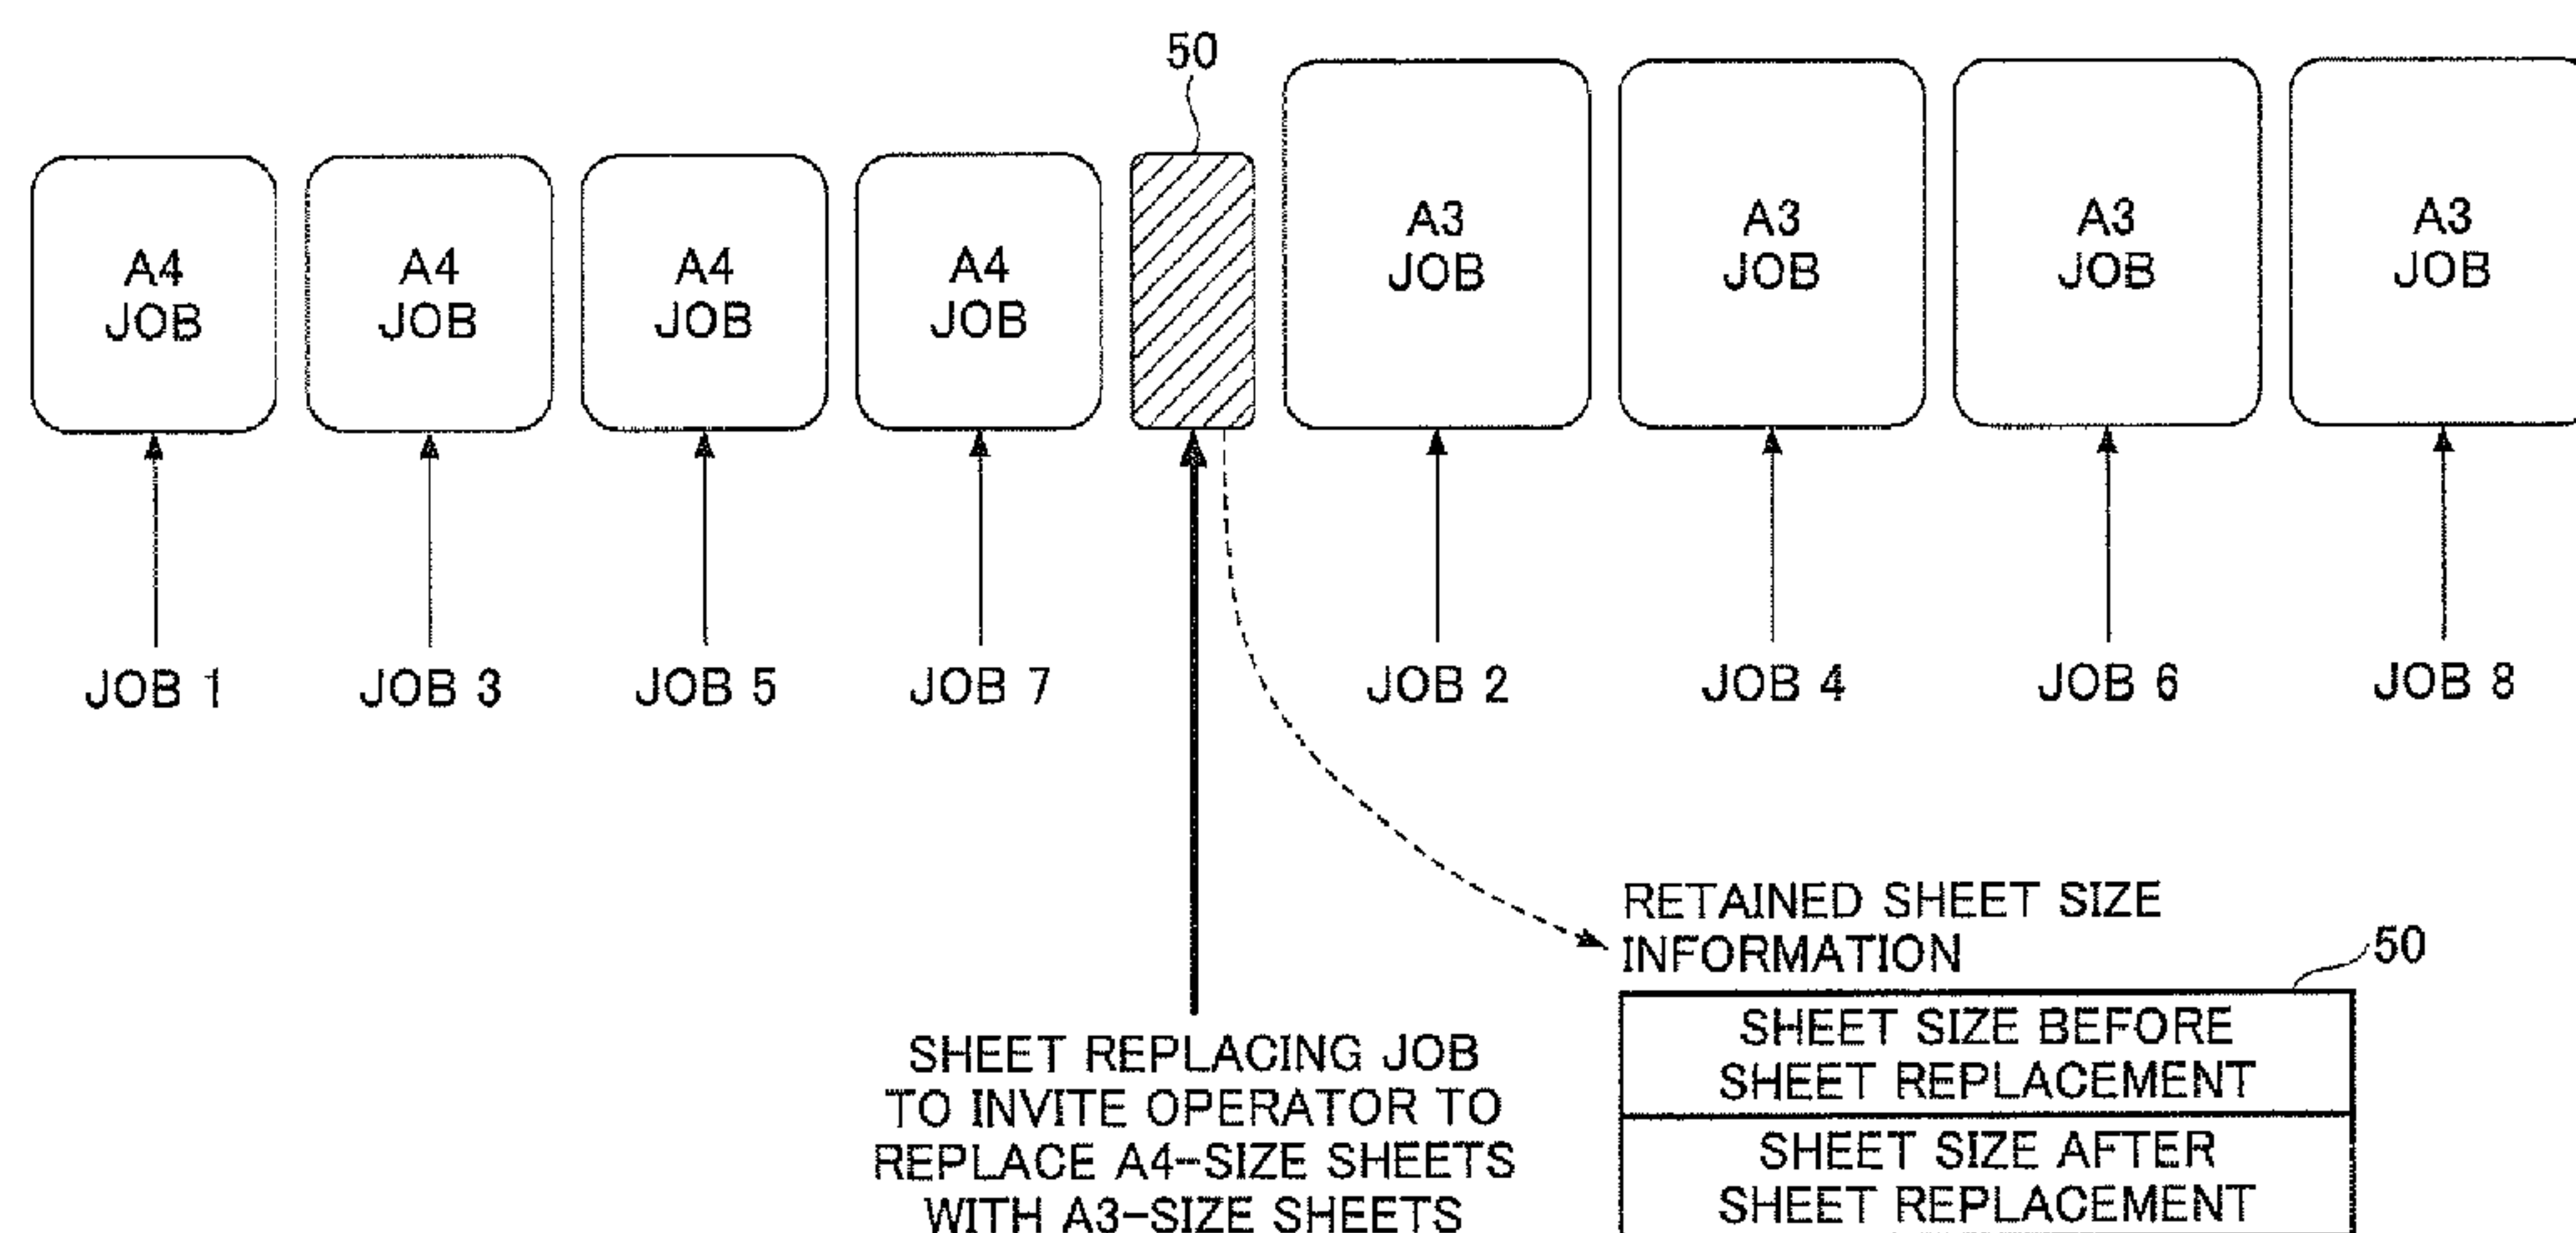 50
A4
JOB
A4
JOB
A4
JOB
A4
JOB
A3
JOB
A3
JOB
A3
JOB
A3
JOB
JOB 1
JOB 3
JOB 5
JOB 7
JOB 2
JOB 4
JOB 6
JOB 8
RETAINED SHEET SIZE
INFORMATION
50
SHEET SIZE BEFORE
SHEET REPLACEMENT
SHEET SIZE AFTER
SHEET REPLACEMENT
SHEET REPLACING JOB
TO INVITE OPERATOR TO
REPLACE A4-SIZE SHEETS
WITH A3-SIZE SHEETS